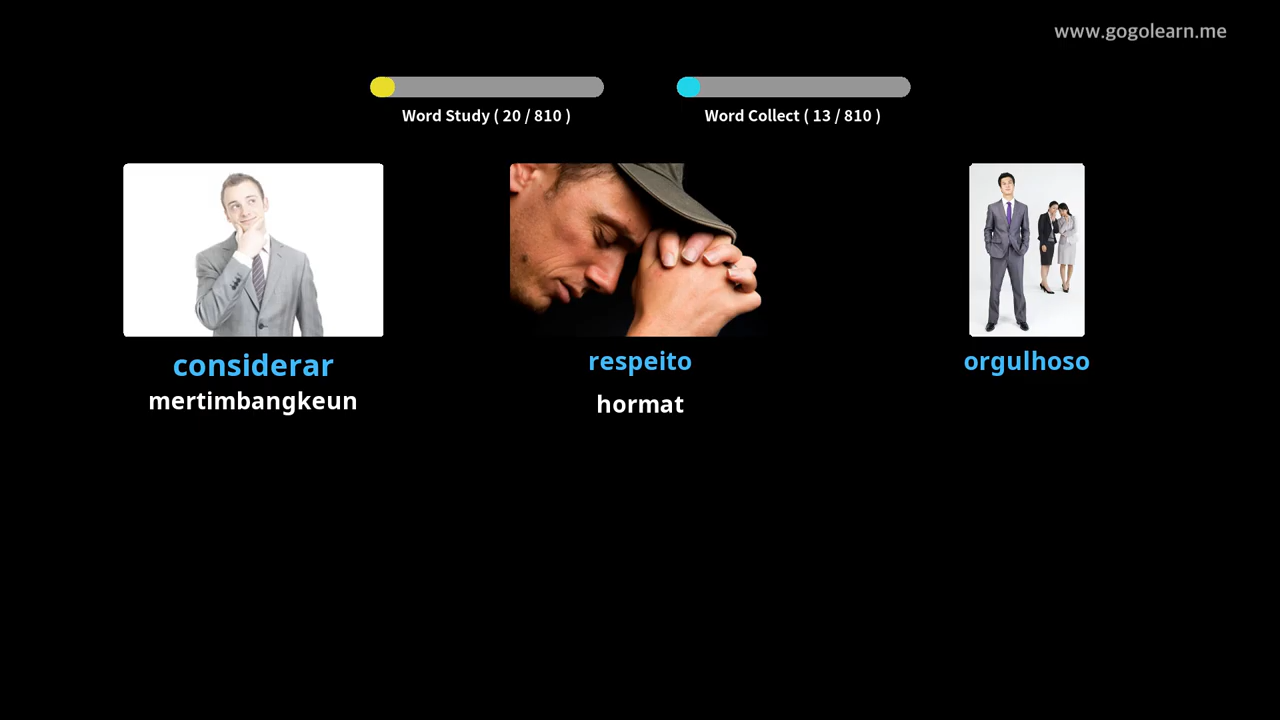 www.gogolearn.me
Word Study ( 20 / 810 )
Word Collect ( 13 / 810 )
considerar
mertimbangkeun
respeito
hormat
orgulhoso